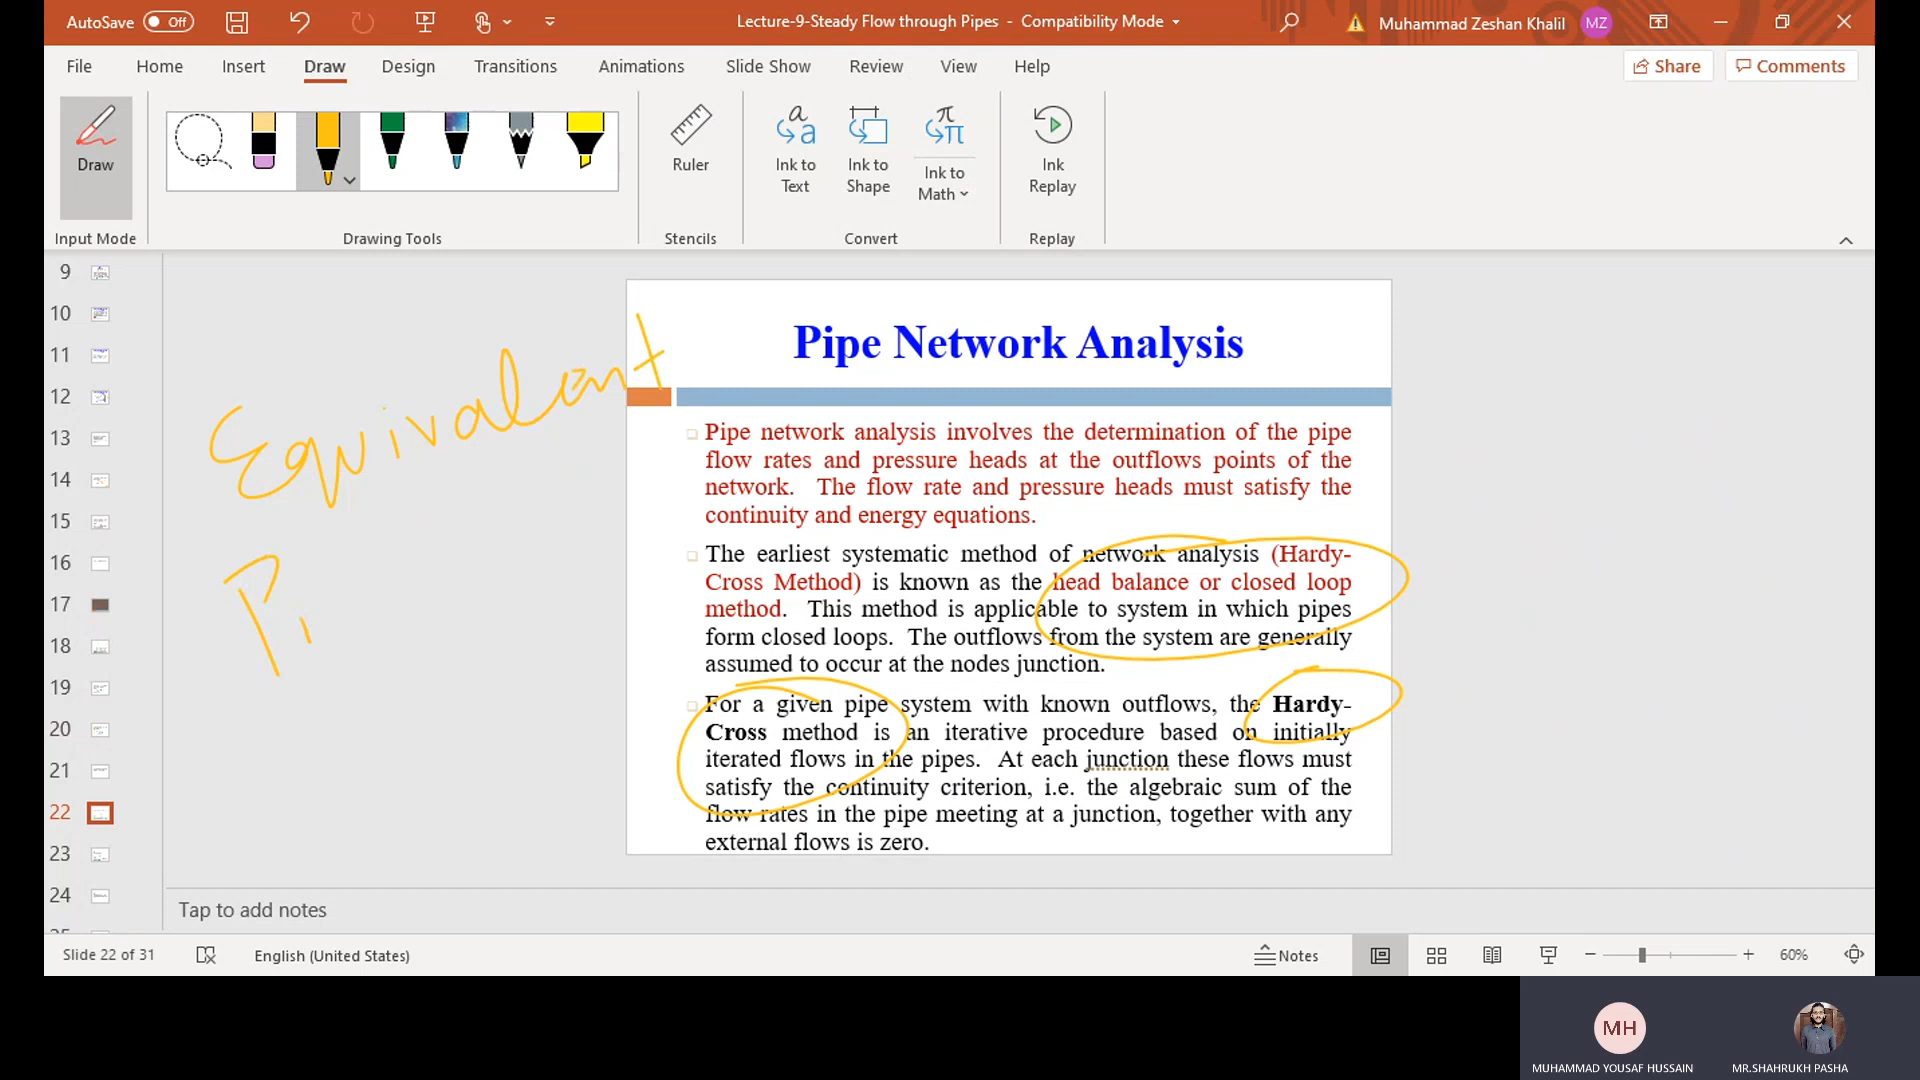 AutoSave Off Lecture-9-Steady Flow through Pipes - Compatibility Mode Muhammad Zeshan Khalil MZ
File Home Insert Draw Design Transitions Animations Slide Show Review View Help Share Comments
Draw
Ruler
Ink to Text
Ink to Shape
Ink to Math
Ink Replay
Input Mode Drawing Tools Stencils Convert Replay
9
10
11
12
13
14
15
16
17
18
19
20
21
22
23
24
Equivalent
Pi
Pipe Network Analysis
Pipe network analysis involves the determination of the pipe
flow rates and pressure heads at the outflows points of the
network. The flow rate and pressure heads must satisfy the
continuity and energy equations.
The earliest systematic method of network analysis (Hardy-
Cross Method) is known as the head balance or closed loop
method. This method is applicable to system in which pipes
form closed loops. The outflows from the system are generally
assumed to occur at the nodes junction.
For a given pipe system with known outflows, the Hardy-
Cross method is an iterative procedure based on initially
iterated flows in the pipes. At each junction these flows must
satisfy the continuity criterion, i.e. the algebraic sum of the
flow rates in the pipe meeting at a junction, together with any
external flows is zero.
Tap to add notes
Slide 22 of 31 English (United States) Notes 60%
MH
MUHAMMAD YOUSAF HUSSAIN MR.SHAHRUKH PASHA